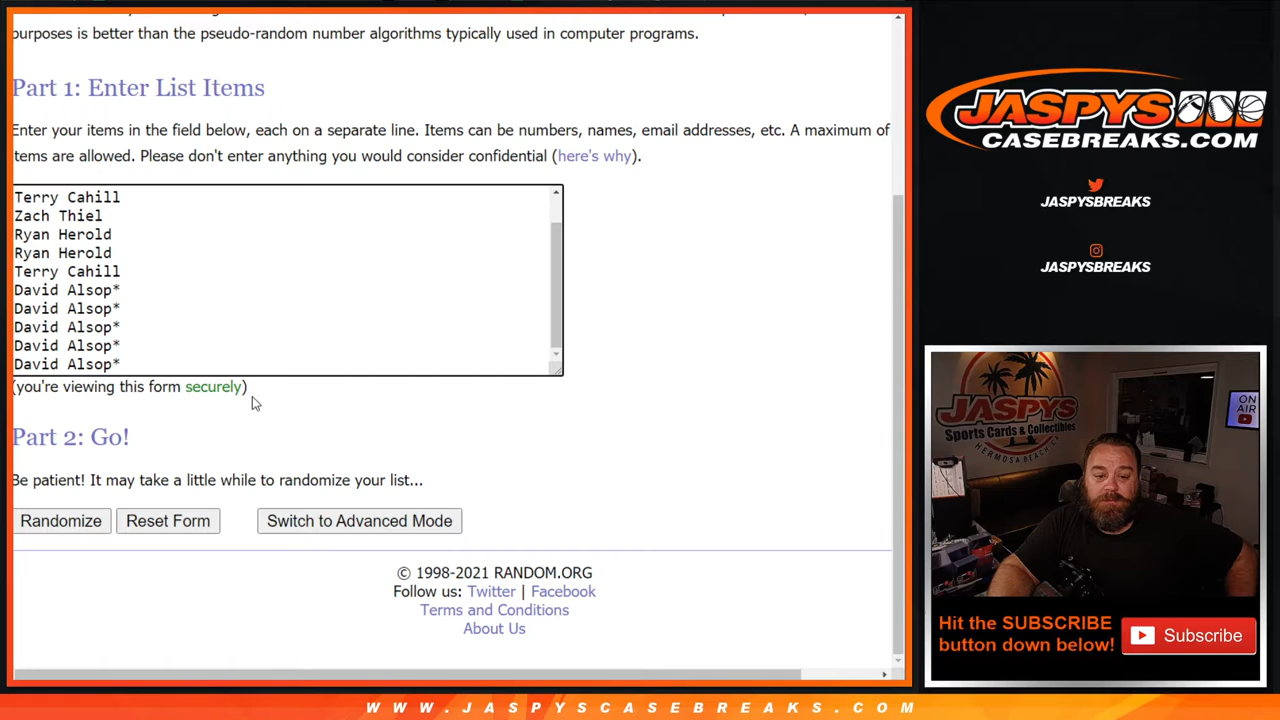 purposes is better than the pseudo-random number algorithms typically used in computer programs.
Part 1: Enter List Items
Enter your items in the field below, each on a separate line. Items can be numbers, names, email addresses, etc. A maximum of
items are allowed. Please don't enter anything you would consider confidential (here's why).
Terry Cahill
Zach Thiel
Ryan Herold
Ryan Herold
Terry Cahill
David Alsop*
David Alsop*
David Alsop*
David Alsop*
David Alsop*
(you're viewing this form securely)
Part 2: Go!
Be patient! It may take a little while to randomize your list...
Randomize
Reset Form
Switch to Advanced Mode
© 1998-2021 RANDOM.ORG
Follow us: Twitter | Facebook
Terms and Conditions
About Us
JASPYS
CASEBREAKS.COM
JASPYSBREAKS
JASPYSBREAKS
JASPYS
Sports Cards & Collectibles
HERMOSA BEACH CA
ON
AIR
Hit the SUBSCRIBE
button down below!
Subscribe
WWW.JASPYSCASEBREAKS.COM